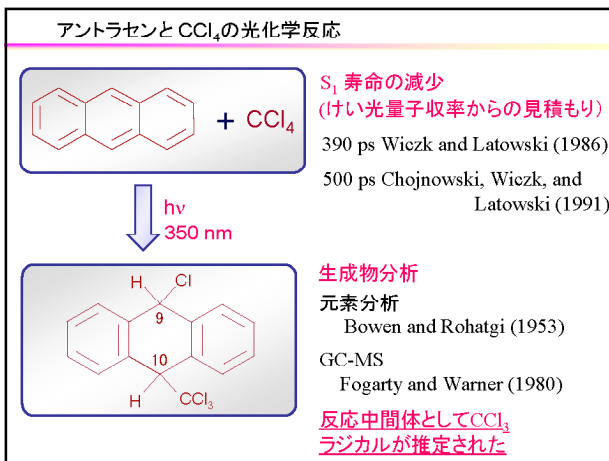 アントラセンとCCl₄の光化学反応
+ CCl₄
S₁ 寿命の減少
(けい光量子収率からの見積もり)
390 ps Wiczk and Latowski (1986)
500 ps Chojnowski, Wiczk, and
Latowski (1991)
hν
350 nm
H
Cl
9
10
H
CCl₃
生成物分析
元素分析
Bowen and Rohatgi (1953)
GC-MS
Fogarty and Warner (1980)
反応中間体としてCCl₃
ラジカルが推定された